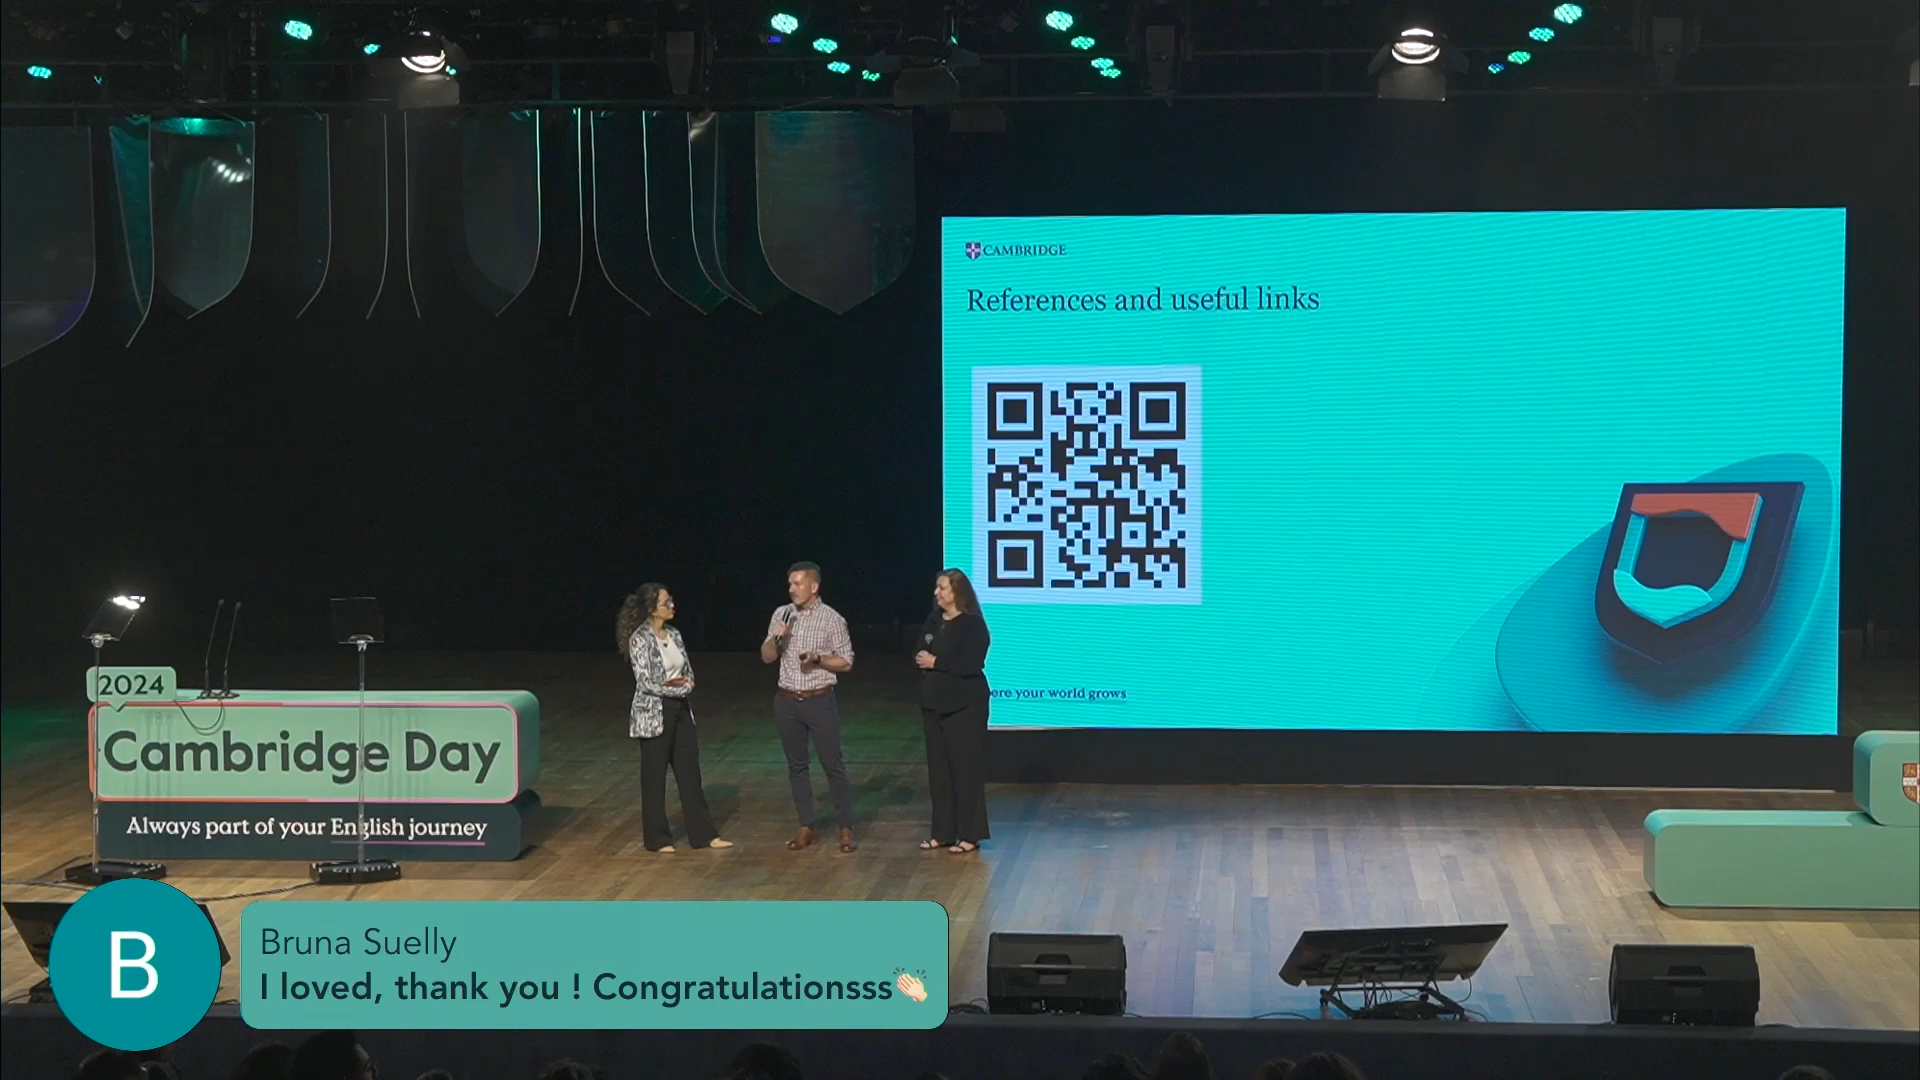 CAMBRIDGE
References and useful links
ere your world grows
2024
Cambridge Day
Always part of your English journey
B
Bruna Suelly
I loved, thank you ! Congratulationsss👏🏻